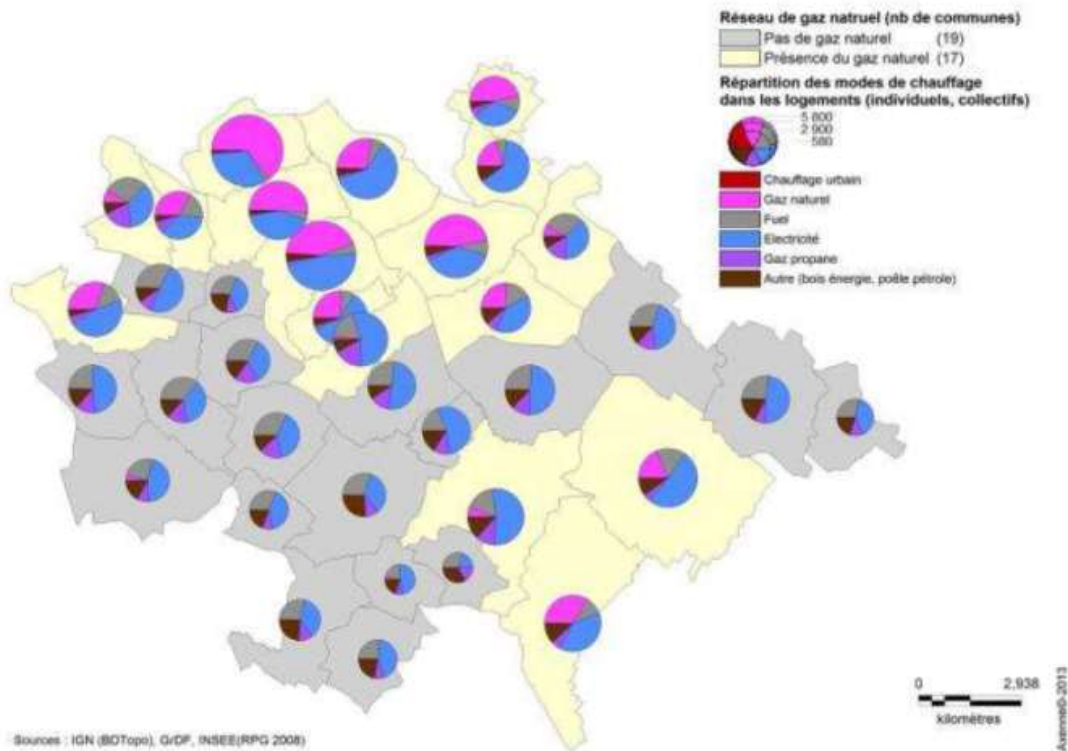 Réseau de gaz natruel (nb de communes)
Pas de gaz naturel (19)
Présence du gaz naturel (17)
Répartition des modes de chauffage
dans les logements (individuels, collectifs)
5 800
2 900
580
Chauffage urbain
Gaz naturel
Fuel
Electricité
Gaz propane
Autre (bois énergie, poêle pétrole)
0 2,938
kilomètres
Axenne©-2013
Sources : IGN (BDTopo), GrDF, INSEE(RPG 2008)